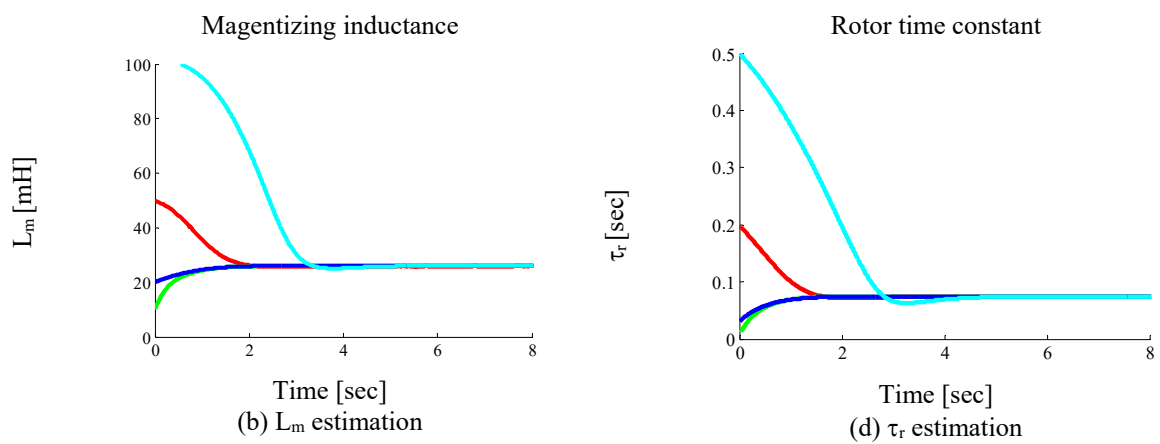 Magentizing inductance
100
80
60
40
20
0
0 2 4 6 8
L_m [mH]
Time [sec]
(b) L_m estimation
Rotor time constant
0.5
0.4
0.3
0.2
0.1
0
0 2 4 6 8
τ_r [sec]
Time [sec]
(d) τ_r estimation